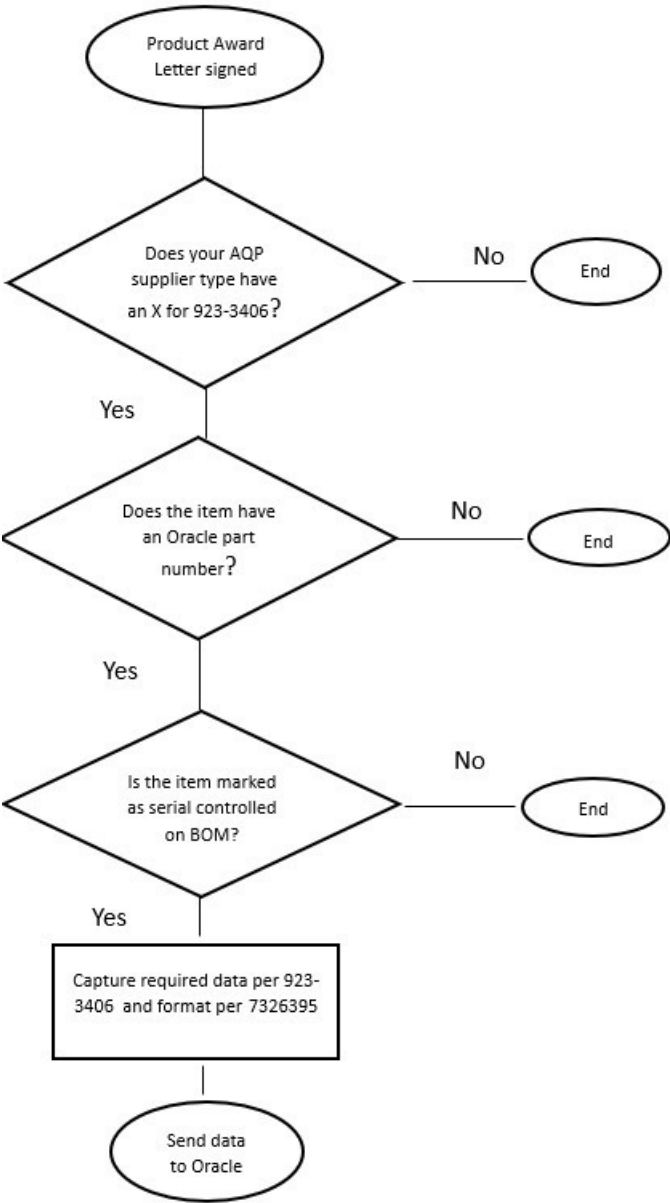 Product Award
Letter signed
Does your AQP
supplier type have
an X for 923-3406?
No
End
Yes
Does the item have
an Oracle part
number?
No
End
Yes
Is the item marked
as serial controlled
on BOM?
No
End
Yes
Capture required data per 923-
3406 and format per 7326395
Send data
to Oracle